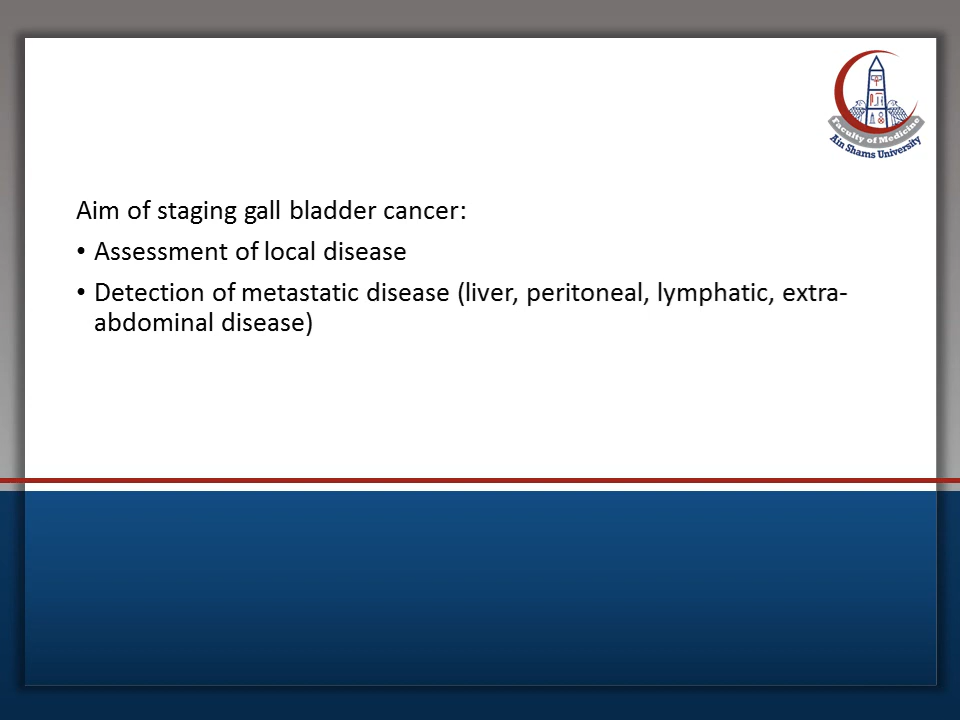 Faculty of Medicine
Ain Shams University
Aim of staging gall bladder cancer:
• Assessment of local disease
• Detection of metastatic disease (liver, peritoneal, lymphatic, extra-
abdominal disease)